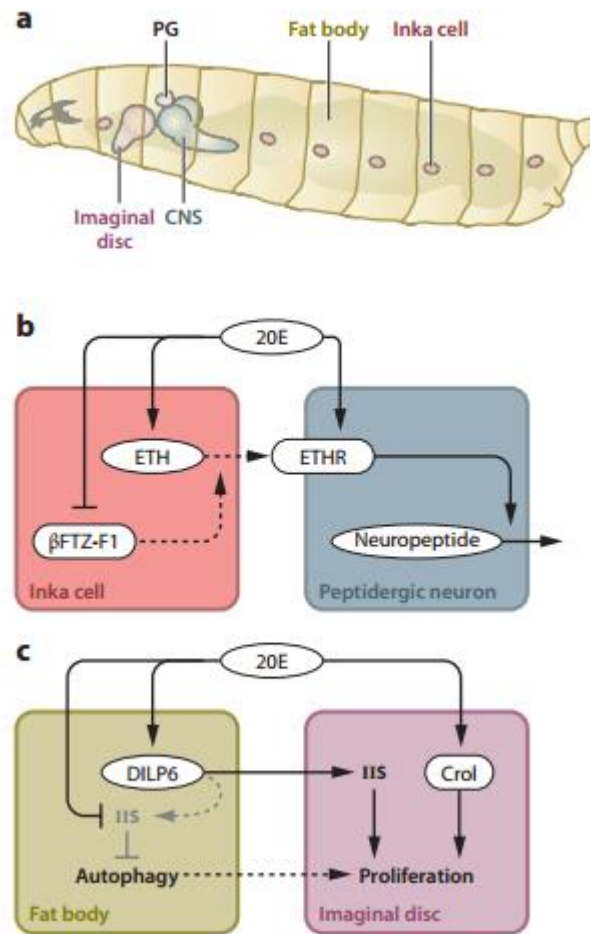 a
PG
Fat body
Inka cell
Imaginal
disc
CNS
b
20E
ETH
ETHR
βFTZ-F1
Neuropeptide
Inka cell
Peptidergic neuron
c
20E
DILP6
IIS
Crol
IIS
Autophagy
Proliferation
Fat body
Imaginal disc